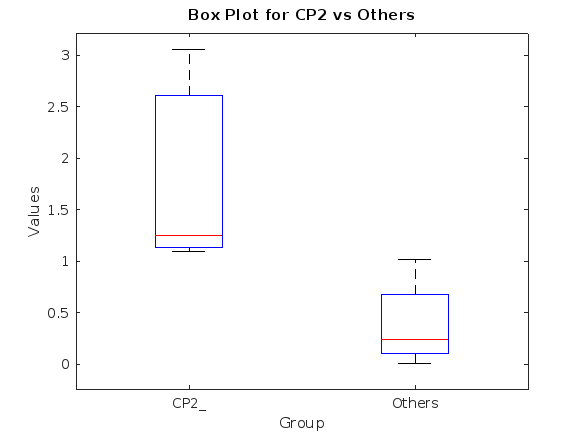 Box Plot for CP2 vs Others
3
2.5
2
1.5
1
0.5
0
Values
CP2_
Others
Group